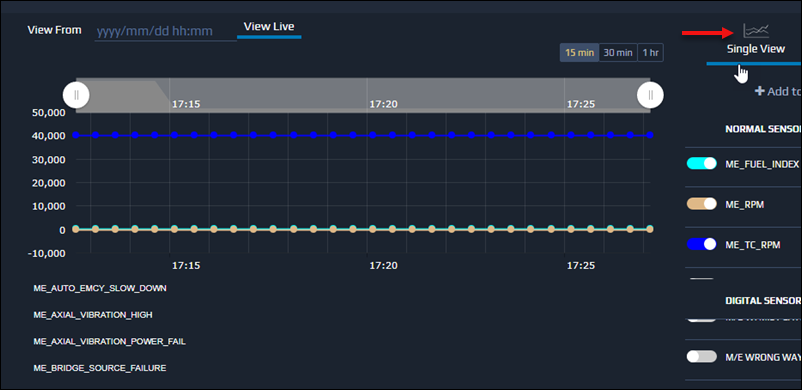 View From
yyyy/mm/dd hh:mm
View Live
15 min
30 min
1 hr
Single View
Add to
17:15
17:20
17:25
50,000
40,000
30,000
20,000
10,000
0
-10,000
17:15
17:20
17:25
NORMAL SENSOR
ME_FUEL_INDEX
ME_RPM
ME_TC_RPM
DIGITAL SENSOR
M/E WRONG WAY
ME_AUTO_EMCY_SLOW_DOWN
ME_AXIAL_VIBRATION_HIGH
ME_AXIAL_VIBRATION_POWER_FAIL
ME_BRIDGE_SOURCE_FAILURE